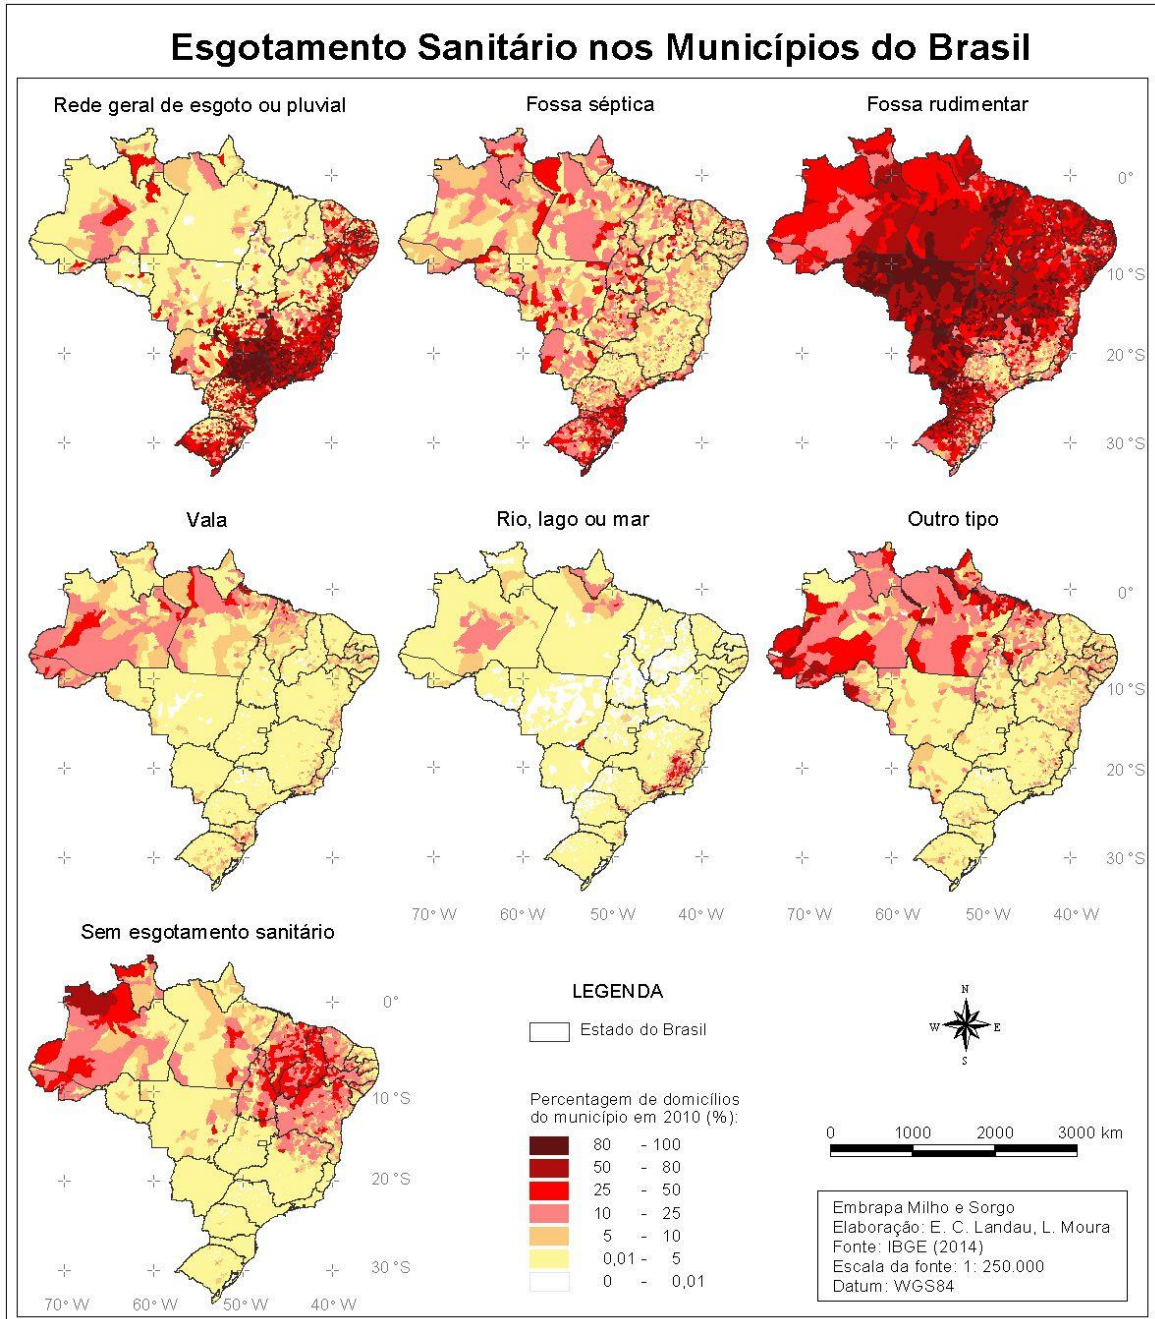 Esgotamento Sanitário nos Municípios do Brasil
Rede geral de esgoto ou pluvial
Fossa séptica
Fossa rudimentar
0°
10 °S
20 °S
30 °S
Vala
Rio, lago ou mar
Outro tipo
0°
10 °S
20 °S
30 °S
70° W 60° W 50° W 40° W
70° W 60° W 50° W 40° W
Sem esgotamento sanitário
0°
10 °S
20 °S
30 °S
70° W 60° W 50° W 40° W
LEGENDA
Estado do Brasil
Percentagem de domicílios
do município em 2010 (%):
80 - 100
50 - 80
25 - 50
10 - 25
5 - 10
0,01 - 5
0 - 0,01
N
W E
S
0 1000 2000 3000 km
Embrapa Milho e Sorgo
Elaboração: E. C. Landau, L. Moura
Fonte: IBGE (2014)
Escala da fonte: 1: 250.000
Datum: WGS84